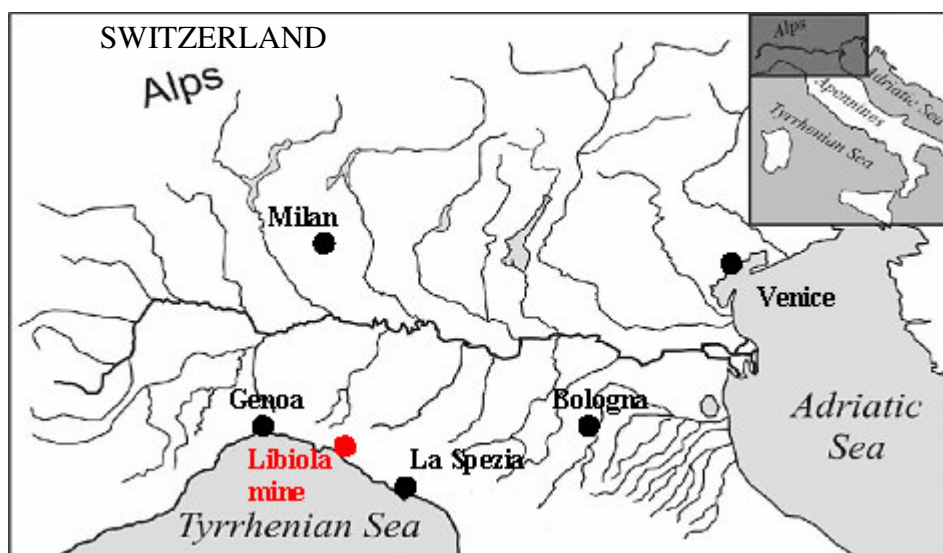 SWITZERLAND
Alps
Alps
Adriatic Sea
Apennines
Tyrrhenian Sea
Milan
Venice
Genoa
Bologna
Adriatic
Sea
Libiola
mine
La Spezia
Tyrrhenian Sea